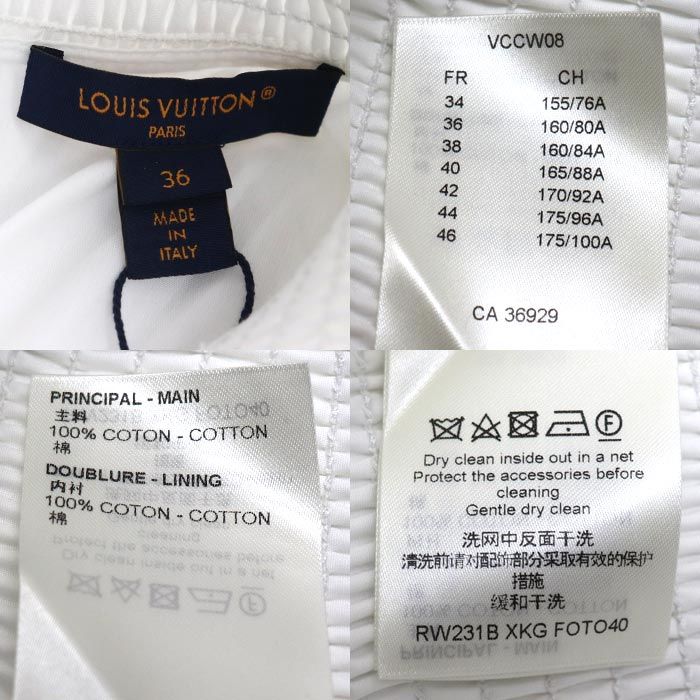 LOUIS VUITTON®
PARIS
36
MADE
IN
ITALY
VCCW08
FR CH
34 155/76A
36 160/80A
38 160/84A
40 165/88A
42 170/92A
44 175/96A
46 175/100A
CA 36929
PRINCIPAL - MAIN
主料
100% COTON - COTTON
棉
DOUBLURE - LINING
内衬
100% COTON - COTTON
棉
Dry clean inside out in a net
Protect the accessories before
cleaning
Gentle dry clean
洗网中反面干洗
清洗前请对配饰部分采取有效的保护
措施
缓和干洗
RW231B XKG FOTO40